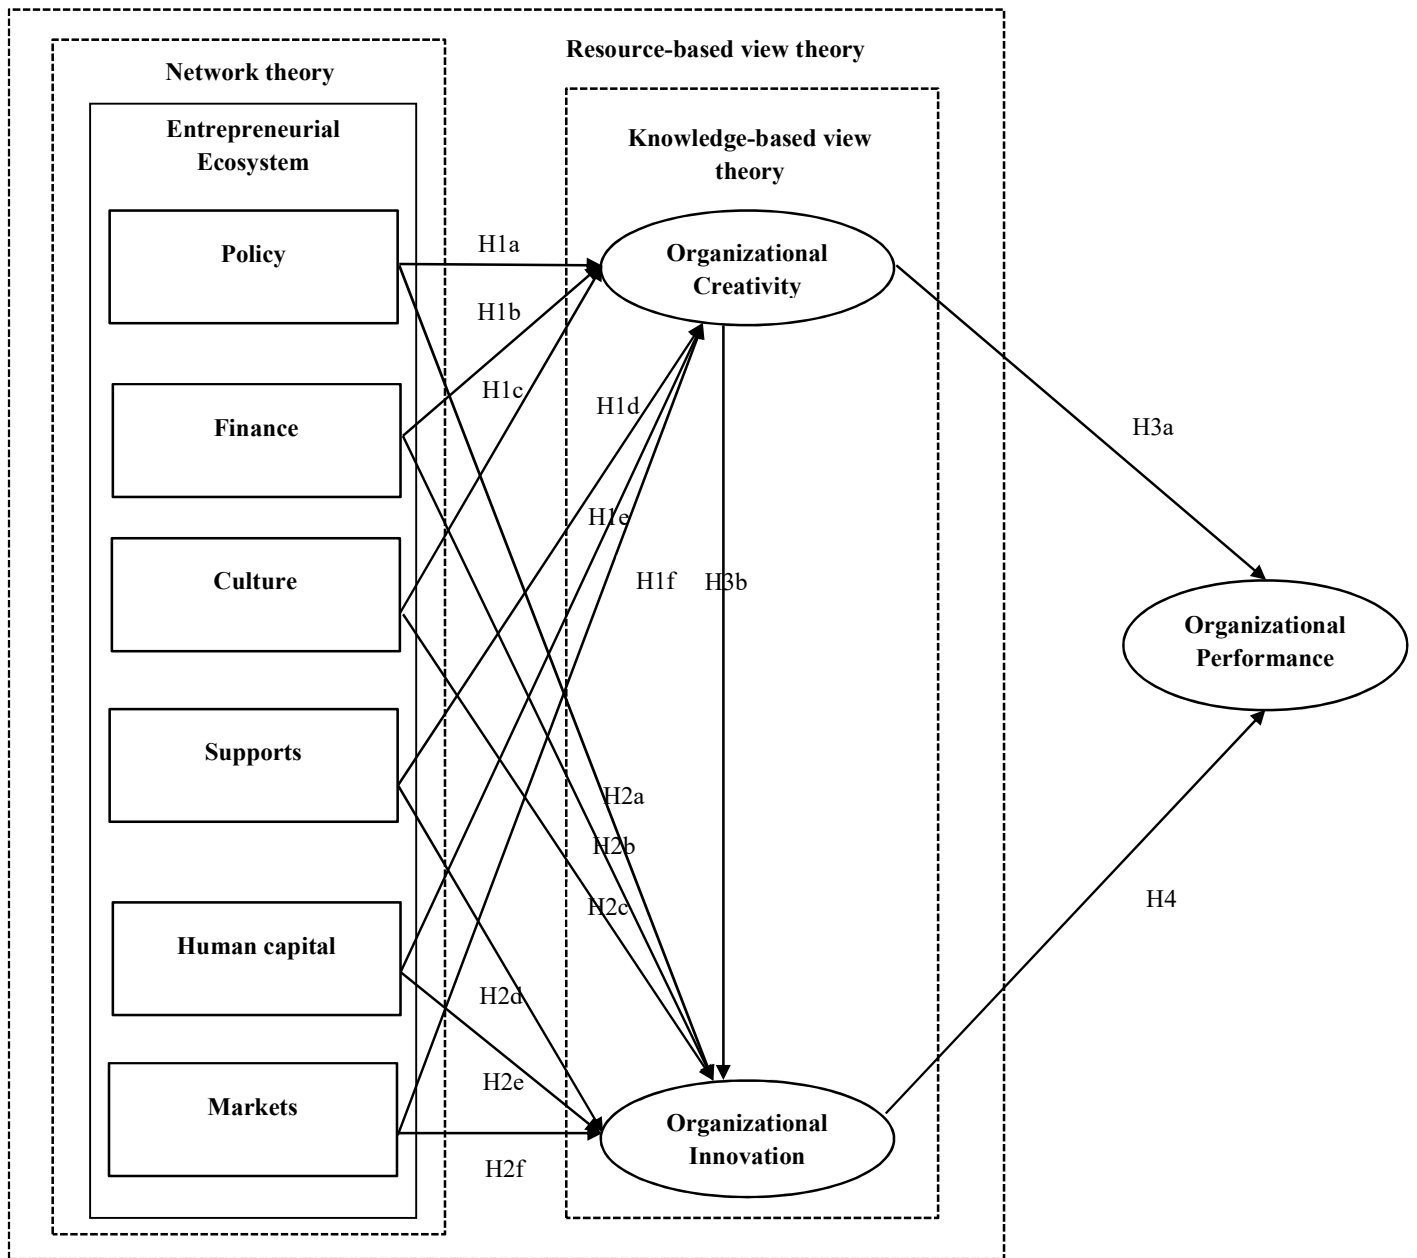 Resource-based view theory
Network theory
Entrepreneurial
Ecosystem
Knowledge-based view
theory
Policy
H1a
Organizational
Creativity
H1b
H1c
H1d
Finance
H3a
H1e
Culture
H1f
H3b
Organizational
Performance
Supports
H2a
H2b
H2c
H4
Human capital
H2d
H2e
Markets
Organizational
Innovation
H2f